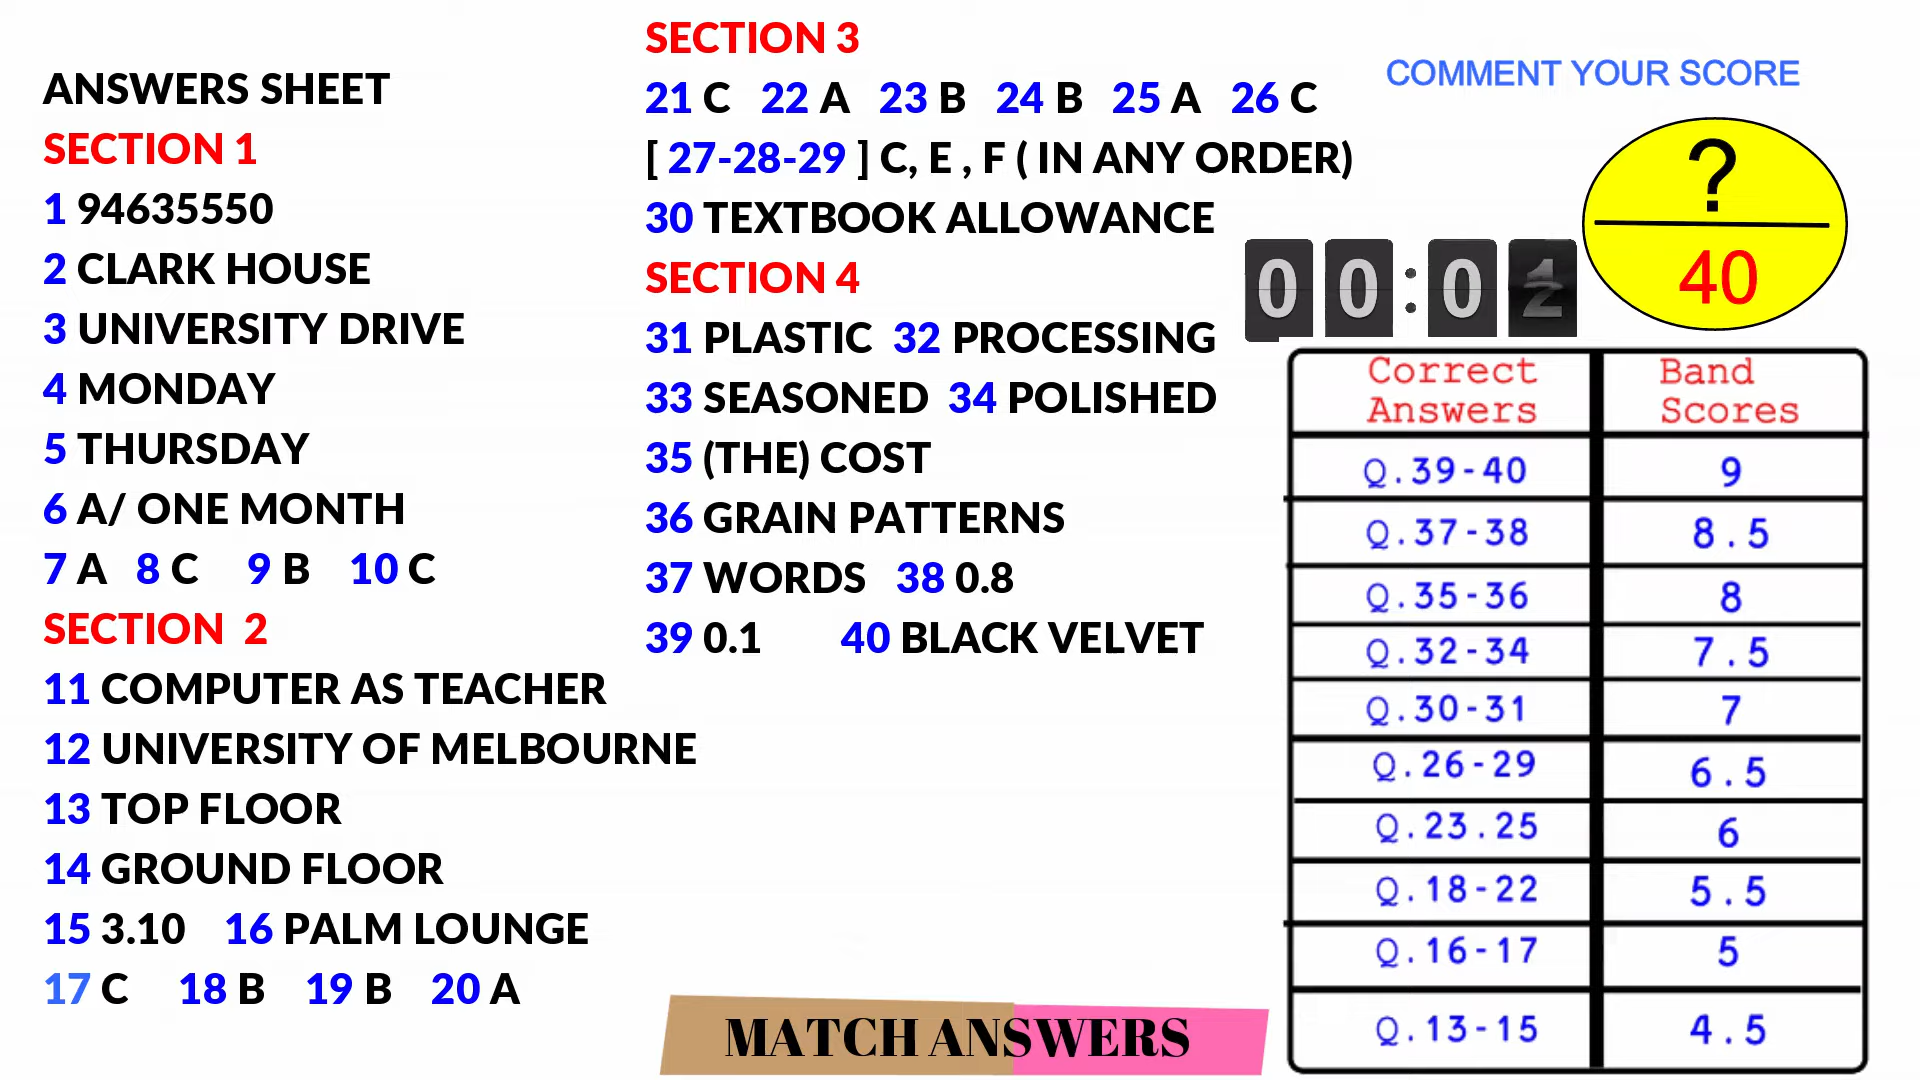 ANSWERS SHEET
SECTION 1
1 94635550
2 CLARK HOUSE
3 UNIVERSITY DRIVE
4 MONDAY
5 THURSDAY
6 A/ ONE MONTH
7 A 8 C 9 B 10 C
SECTION 2
11 COMPUTER AS TEACHER
12 UNIVERSITY OF MELBOURNE
13 TOP FLOOR
14 GROUND FLOOR
15 3.10 16 PALM LOUNGE
17 C 18 B 19 B 20 A
SECTION 3
21 C 22 A 23 B 24 B 25 A 26 C
[ 27-28-29 ] C, E , F ( IN ANY ORDER)
30 TEXTBOOK ALLOWANCE
SECTION 4
31 PLASTIC 32 PROCESSING
33 SEASONED 34 POLISHED
35 (THE) COST
36 GRAIN PATTERNS
37 WORDS 38 0.8
39 0.1 40 BLACK VELVET
MATCH ANSWERS
COMMENT YOUR SCORE
?
40
00:0
Correct Answers Band Scores
Q.39-40 9
Q.37-38 8.5
Q.35-36 8
Q.32-34 7.5
Q.30-31 7
Q.26-29 6.5
Q.23.25 6
Q.18-22 5.5
Q.16-17 5
Q.13-15 4.5